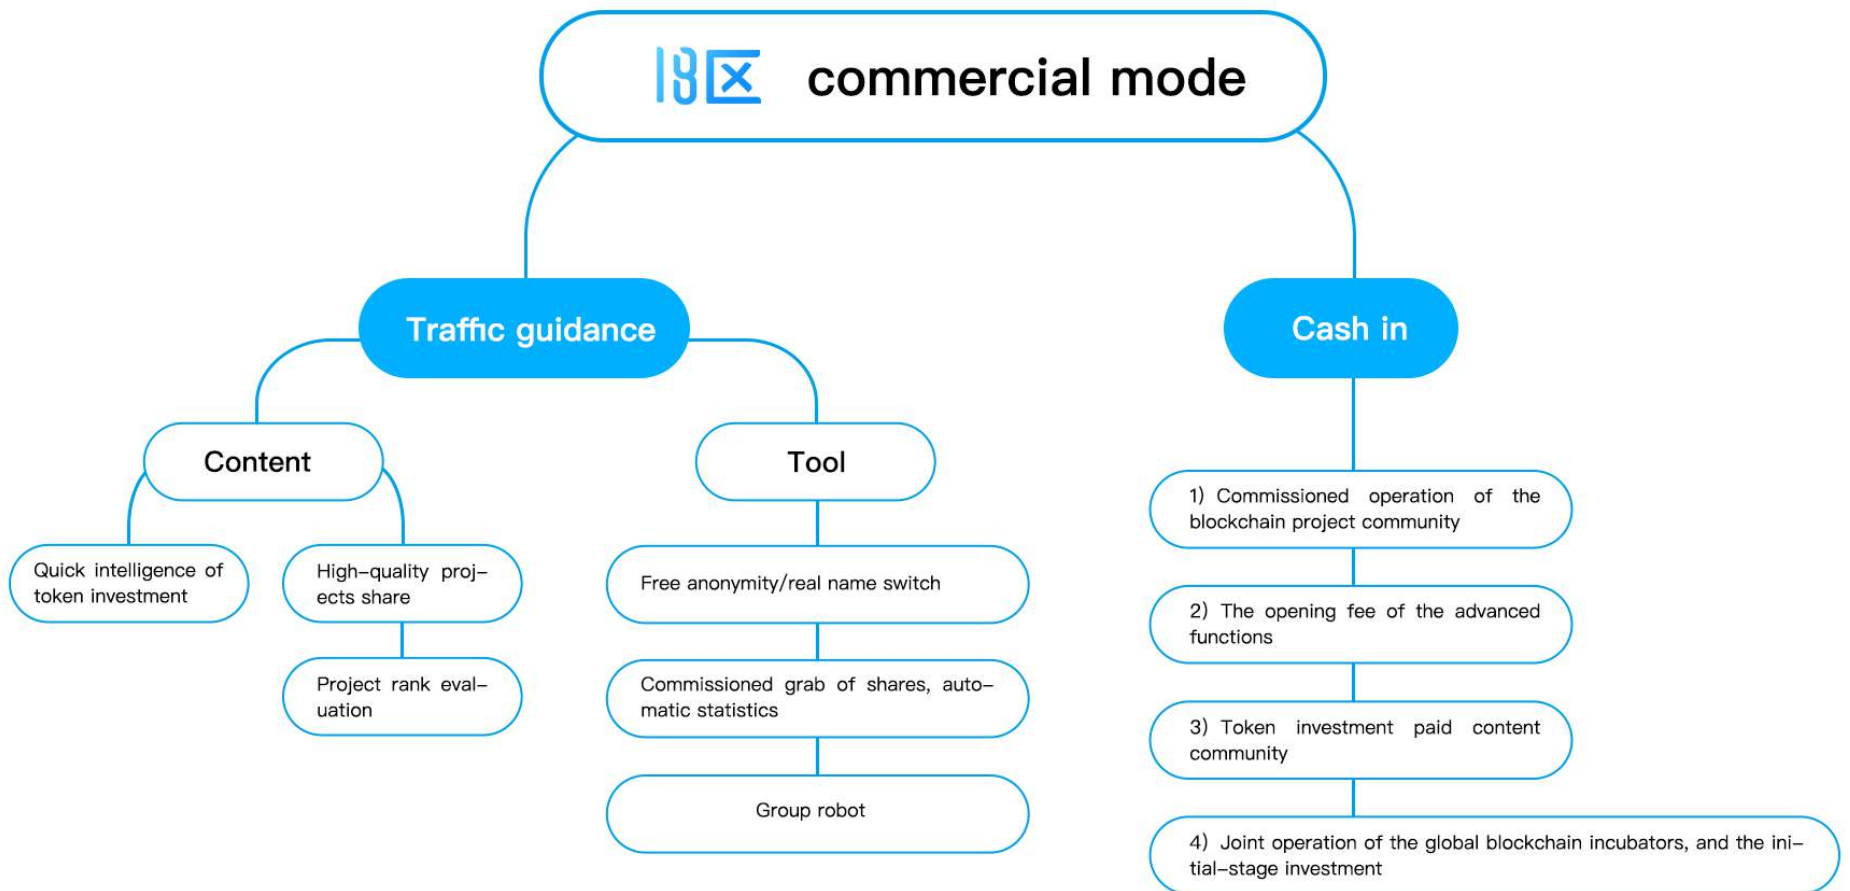 18区 commercial mode
Traffic guidance
Cash in
Content
Tool
Quick intelligence of
token investment
High-quality proj-
ects share
Project rank eval-
uation
Free anonymity/real name switch
Commissioned grab of shares, auto-
matic statistics
Group robot
1) Commissioned operation of the
blockchain project community
2) The opening fee of the advanced
functions
3) Token investment paid content
community
4) Joint operation of the global blockchain incubators, and the ini-
tial-stage investment